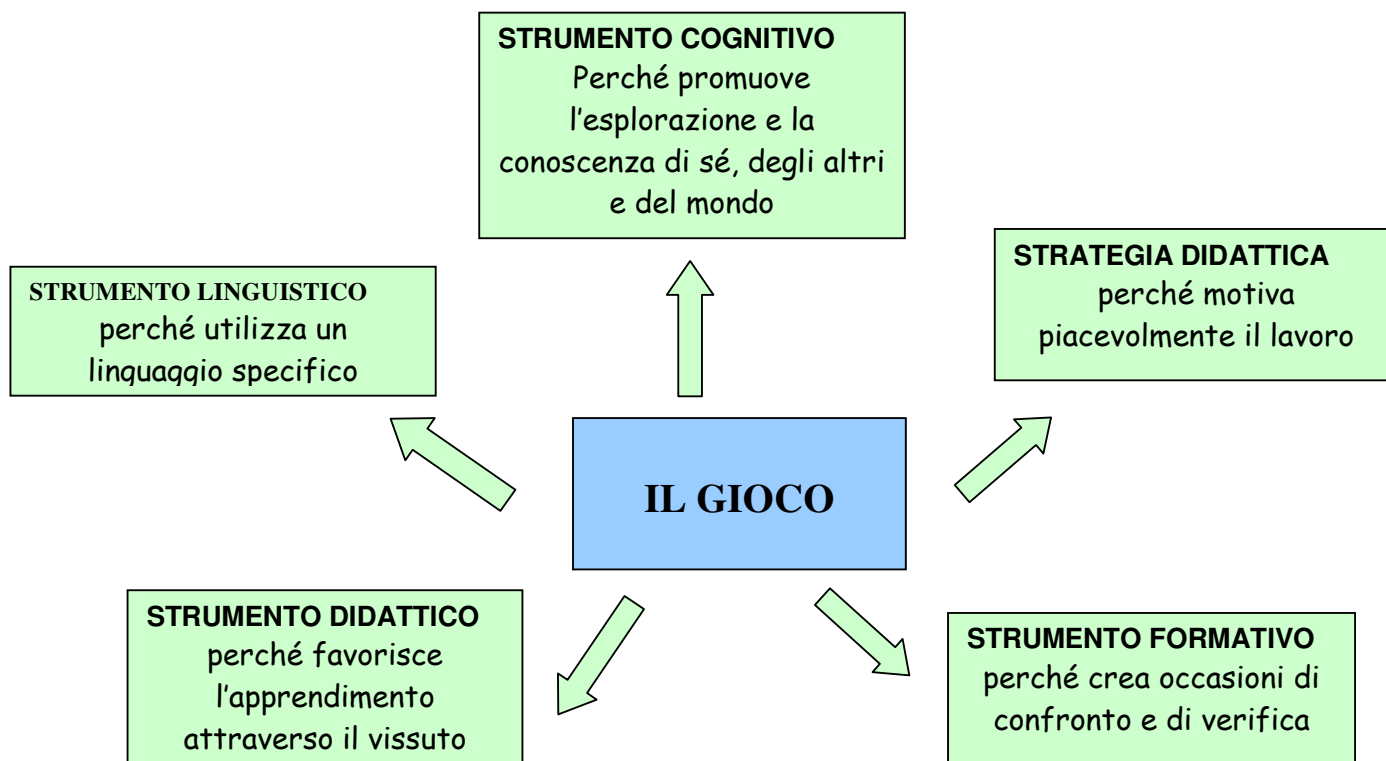 STRUMENTO COGNITIVO
Perché promuove
l'esplorazione e la
conoscenza di sé, degli altri
e del mondo
STRATEGIA DIDATTICA
perché motiva
piacevolmente il lavoro
STRUMENTO LINGUISTICO
perché utilizza un
linguaggio specifico
IL GIOCO
STRUMENTO DIDATTICO
perché favorisce
l'apprendimento
attraverso il vissuto
STRUMENTO FORMATIVO
perché crea occasioni di
confronto e di verifica